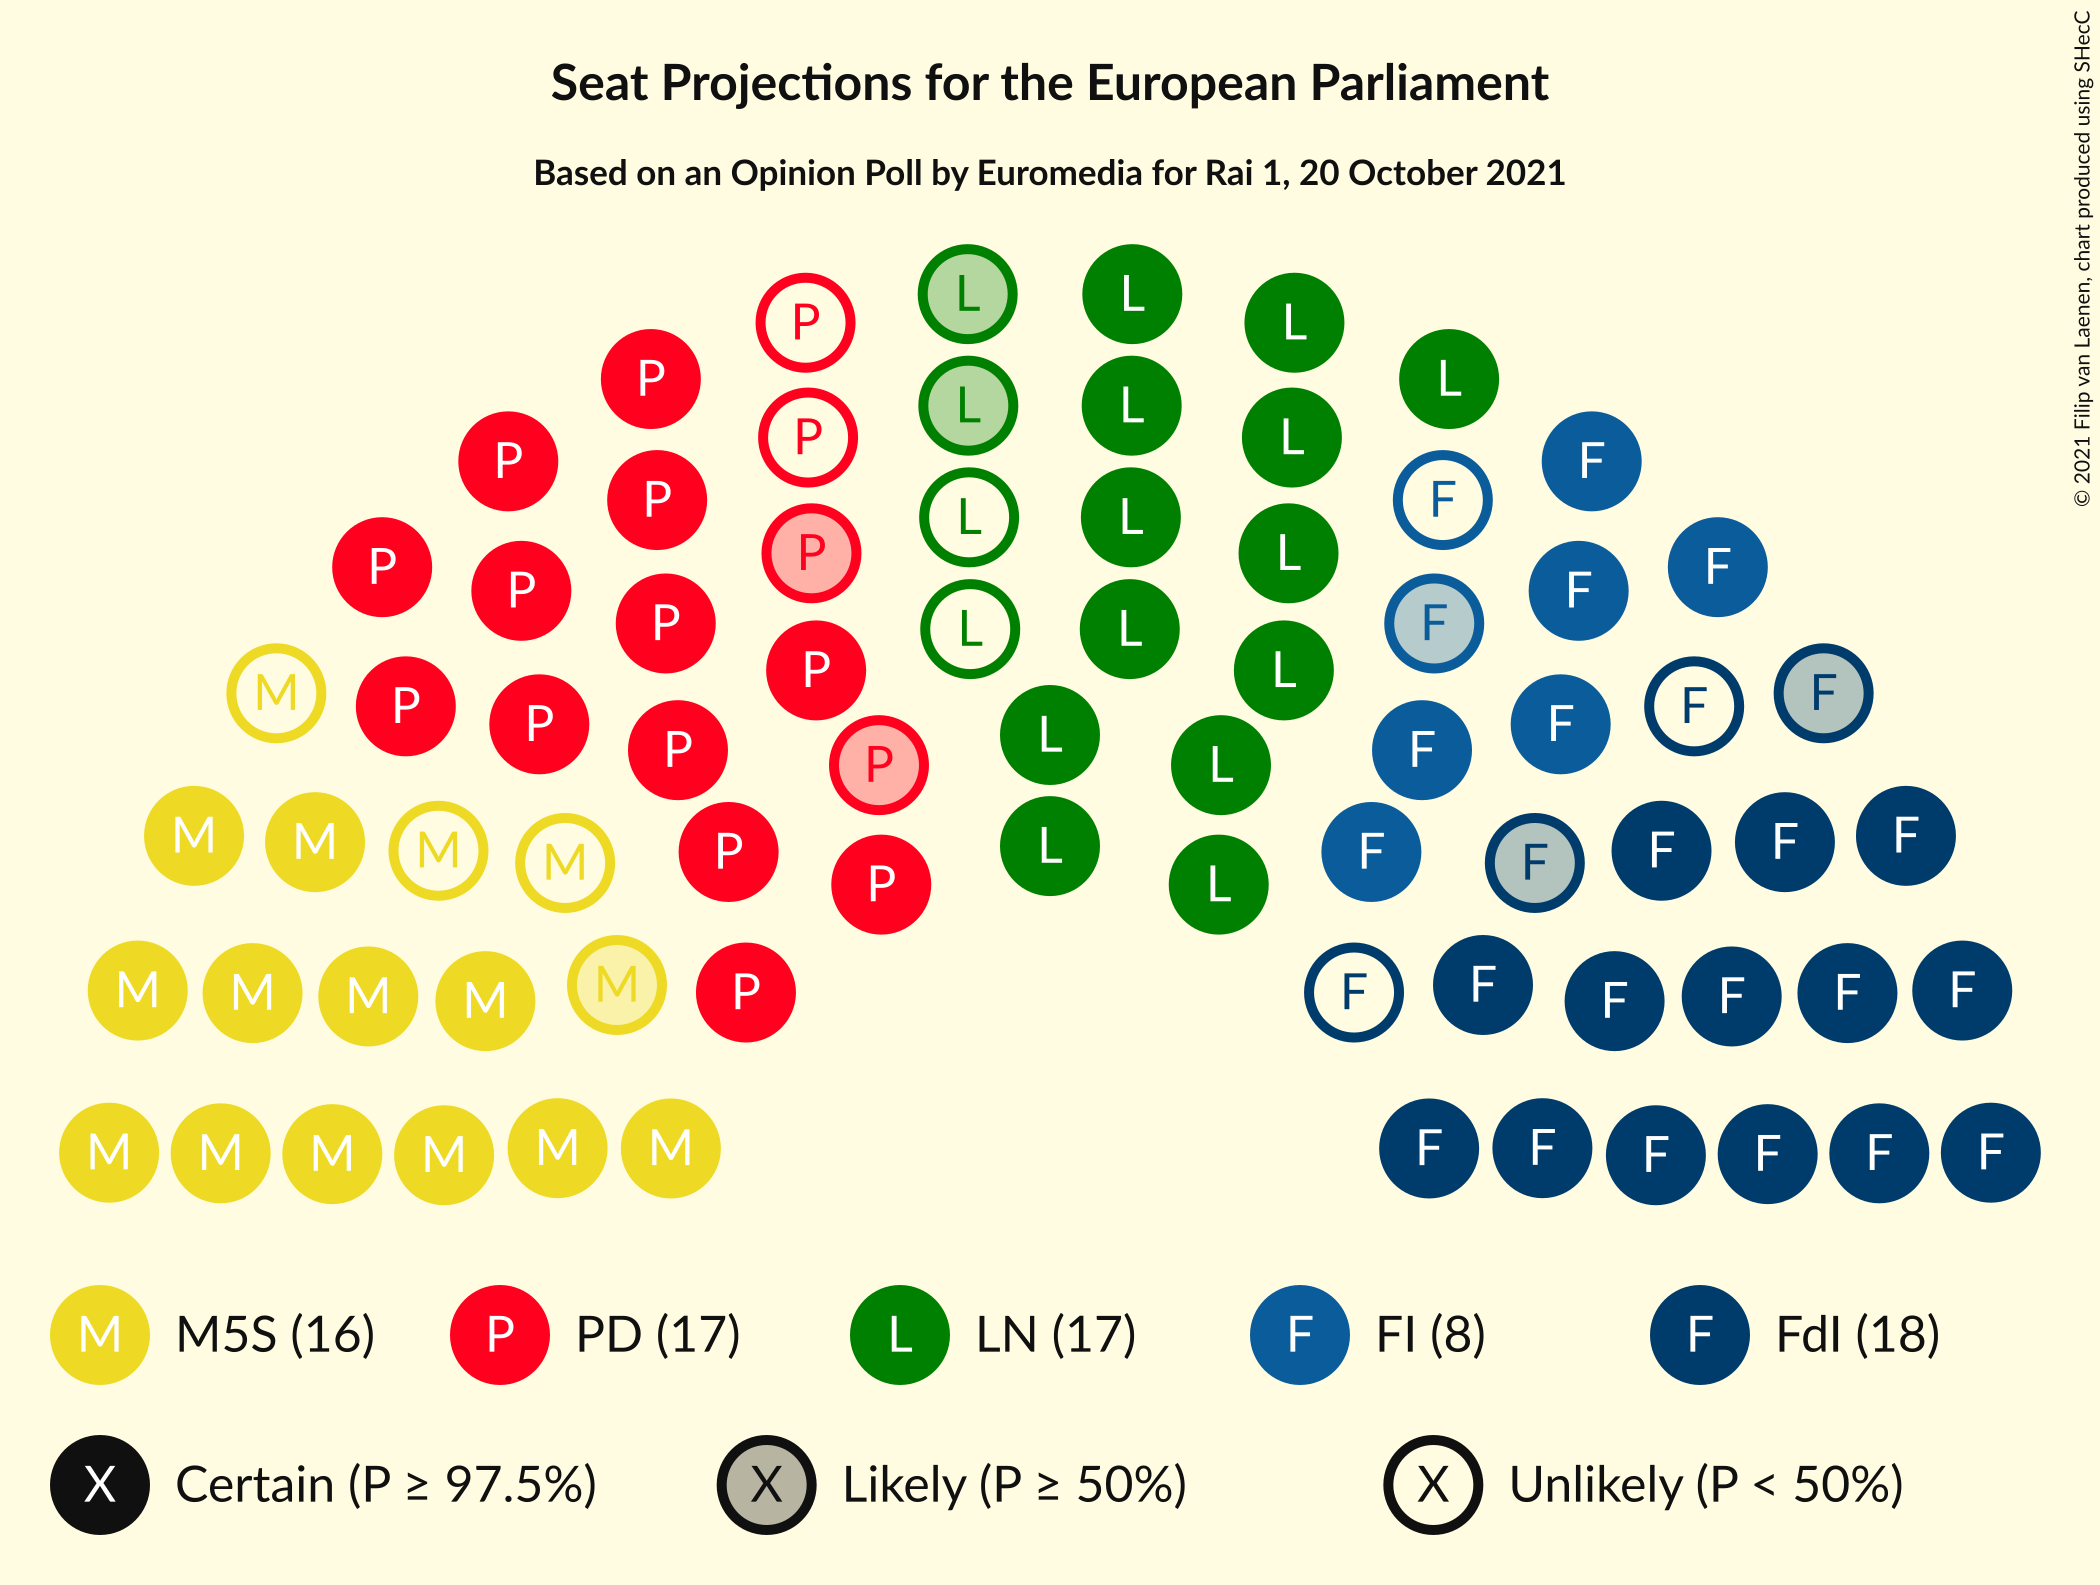 Seat Projections for the European Parliament
Based on an Opinion Poll by Euromedia for Rai 1, 20 October 2021
© 2021 Filip van Laenen, chart produced using SHecC
L L
P L L
P L
L L
P L
F F
P P F
L L
P P L F
F F
P P M L L P F
P P F F
M P P F F
L
P L
M M P M M F F F F F
L
P L
M M M M M P F F F F F F
M M M M M M F F F F F F
M M5S (16) P PD (17) L LN (17) F FI (8) F FdI (18)
X Certain (P ≥ 97.5%) X Likely (P ≥ 50%) X Unlikely (P < 50%)